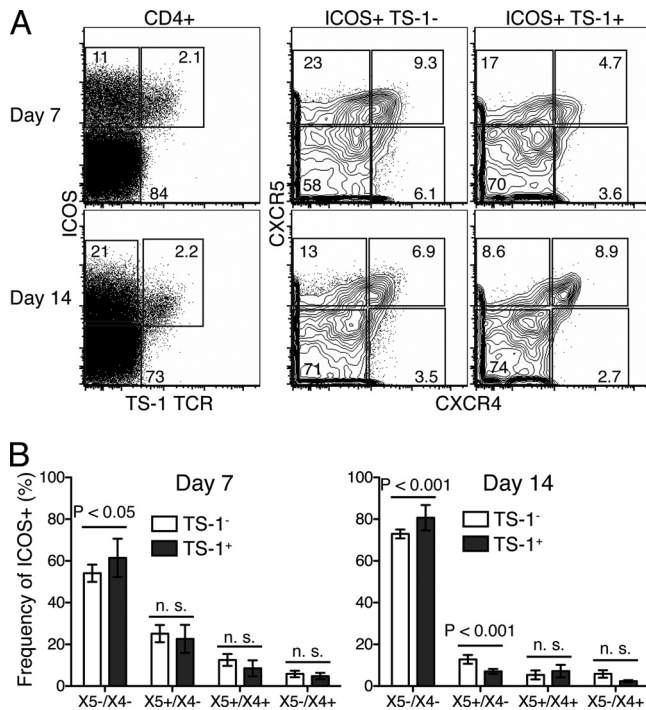 A
CD4+
ICOS+ TS-1-
ICOS+ TS-1+
Day 7
11
2.1
84
23
9.3
58
6.1
17
4.7
70
3.6
ICOS
CXCR5
Day 14
21
2.2
73
13
6.9
71
3.5
8.6
8.9
74
2.7
TS-1 TCR
CXCR4
B
Frequency of ICOS+ (%)
Day 7
100
80
60
40
20
0
P < 0.05
TS-1⁻
TS-1⁺
n. s.
n. s.
n. s.
X5-/X4-
X5+/X4-
X5+/X4+
X5-/X4+
Day 14
100
80
60
40
20
0
P < 0.001
TS-1⁻
TS-1⁺
P < 0.001
n. s.
n. s.
X5-/X4-
X5+/X4-
X5+/X4+
X5-/X4+